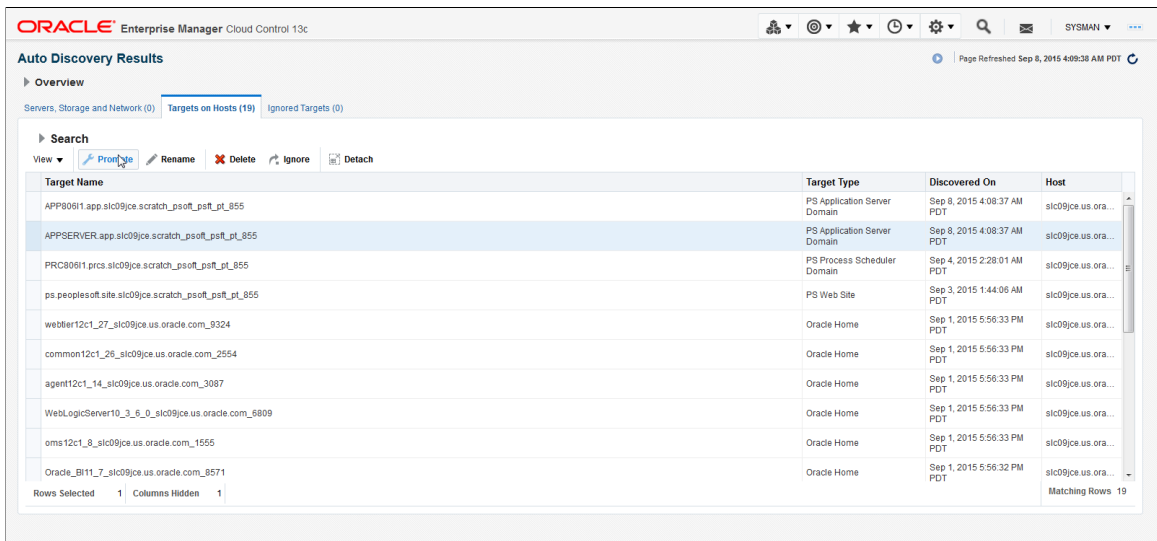 ORACLE Enterprise Manager Cloud Control 13c SYSMAN
Auto Discovery Results Page Refreshed Sep 8, 2015 4:09:38 AM PDT
Overview
Servers, Storage and Network (0) Targets on Hosts (19) Ignored Targets (0)
Search
View Promote Rename Delete Ignore Detach
Target Name Target Type Discovered On Host
APP806I1.app.slc09jce.scratch_psoft_psft_pt_855 PS Application Server Domain Sep 8, 2015 4:08:37 AM PDT slc09jce.us.ora...
APPSERVER.app.slc09jce.scratch_psoft_psft_pt_855 PS Application Server Domain Sep 8, 2015 4:08:37 AM PDT slc09jce.us.ora...
PRC806I1.prcs.slc09jce.scratch_psoft_psft_pt_855 PS Process Scheduler Domain Sep 4, 2015 2:28:01 AM PDT slc09jce.us.ora...
ps.peoplesoft.site.slc09jce.scratch_psoft_psft_pt_855 PS Web Site Sep 3, 2015 1:44:06 AM PDT slc09jce.us.ora...
webtier12c1_27_slc09jce.us.oracle.com_9324 Oracle Home Sep 1, 2015 5:56:33 PM PDT slc09jce.us.ora...
common12c1_26_slc09jce.us.oracle.com_2554 Oracle Home Sep 1, 2015 5:56:33 PM PDT slc09jce.us.ora...
agent12c1_14_slc09jce.us.oracle.com_3087 Oracle Home Sep 1, 2015 5:56:33 PM PDT slc09jce.us.ora...
WebLogicServer10_3_6_0_slc09jce.us.oracle.com_6809 Oracle Home Sep 1, 2015 5:56:33 PM PDT slc09jce.us.ora...
oms12c1_8_slc09jce.us.oracle.com_1555 Oracle Home Sep 1, 2015 5:56:33 PM PDT slc09jce.us.ora...
Oracle_BI11_7_slc09jce.us.oracle.com_8571 Oracle Home Sep 1, 2015 5:56:32 PM PDT slc09jce.us.ora...
Rows Selected 1 Columns Hidden 1 Matching Rows 19